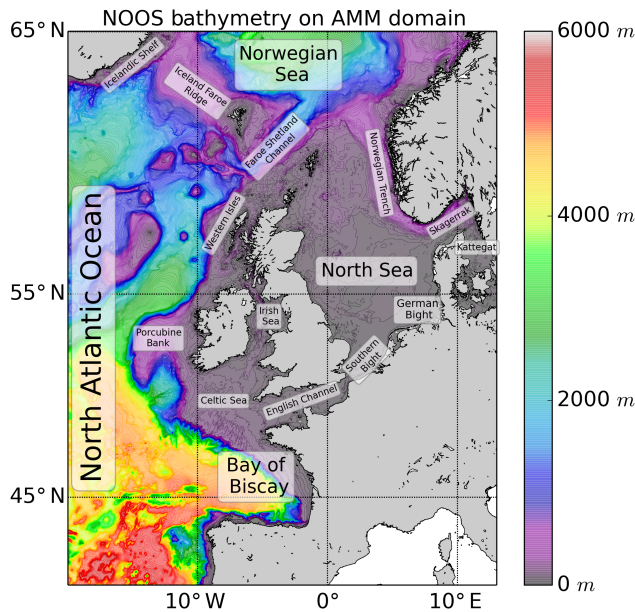 NOOS bathymetry on AMM domain
65° N
55° N
45° N
10° W
0°
10° E
6000 m
4000 m
2000 m
0 m
Icelandic Shelf
Norwegian
Sea
Iceland Faroe
Ridge
Faroe Shetland
Channel
Norwegian Trench
Western Isles
Skagerrak
Kattegat
North Atlantic Ocean
North Sea
German
Bight
Irish
Sea
Porcubine
Bank
Southern
Bight
Celtic Sea
English Channel
Bay of
Biscay